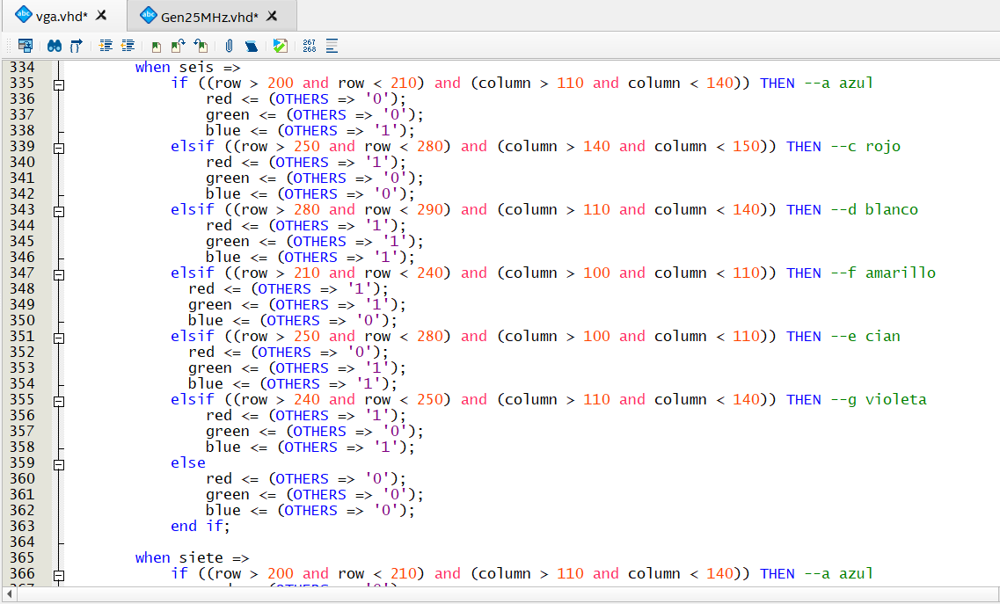 vga.vhd* Gen25MHz.vhd*
267
268
334 when seis =>
335 if ((row > 200 and row < 210) and (column > 110 and column < 140)) THEN --a azul
336 red <= (OTHERS => '0');
337 green <= (OTHERS => '0');
338 blue <= (OTHERS => '1');
339 elsif ((row > 250 and row < 280) and (column > 140 and column < 150)) THEN --c rojo
340 red <= (OTHERS => '1');
341 green <= (OTHERS => '0');
342 blue <= (OTHERS => '0');
343 elsif ((row > 280 and row < 290) and (column > 110 and column < 140)) THEN --d blanco
344 red <= (OTHERS => '1');
345 green <= (OTHERS => '1');
346 blue <= (OTHERS => '1');
347 elsif ((row > 210 and row < 240) and (column > 100 and column < 110)) THEN --f amarillo
348 red <= (OTHERS => '1');
349 green <= (OTHERS => '1');
350 blue <= (OTHERS => '0');
351 elsif ((row > 250 and row < 280) and (column > 100 and column < 110)) THEN --e cian
352 red <= (OTHERS => '0');
353 green <= (OTHERS => '1');
354 blue <= (OTHERS => '1');
355 elsif ((row > 240 and row < 250) and (column > 110 and column < 140)) THEN --g violeta
356 red <= (OTHERS => '1');
357 green <= (OTHERS => '0');
358 blue <= (OTHERS => '1');
359 else
360 red <= (OTHERS => '0');
361 green <= (OTHERS => '0');
362 blue <= (OTHERS => '0');
363 end if;
364
365 when siete =>
366 if ((row > 200 and row < 210) and (column > 110 and column < 140)) THEN --a azul